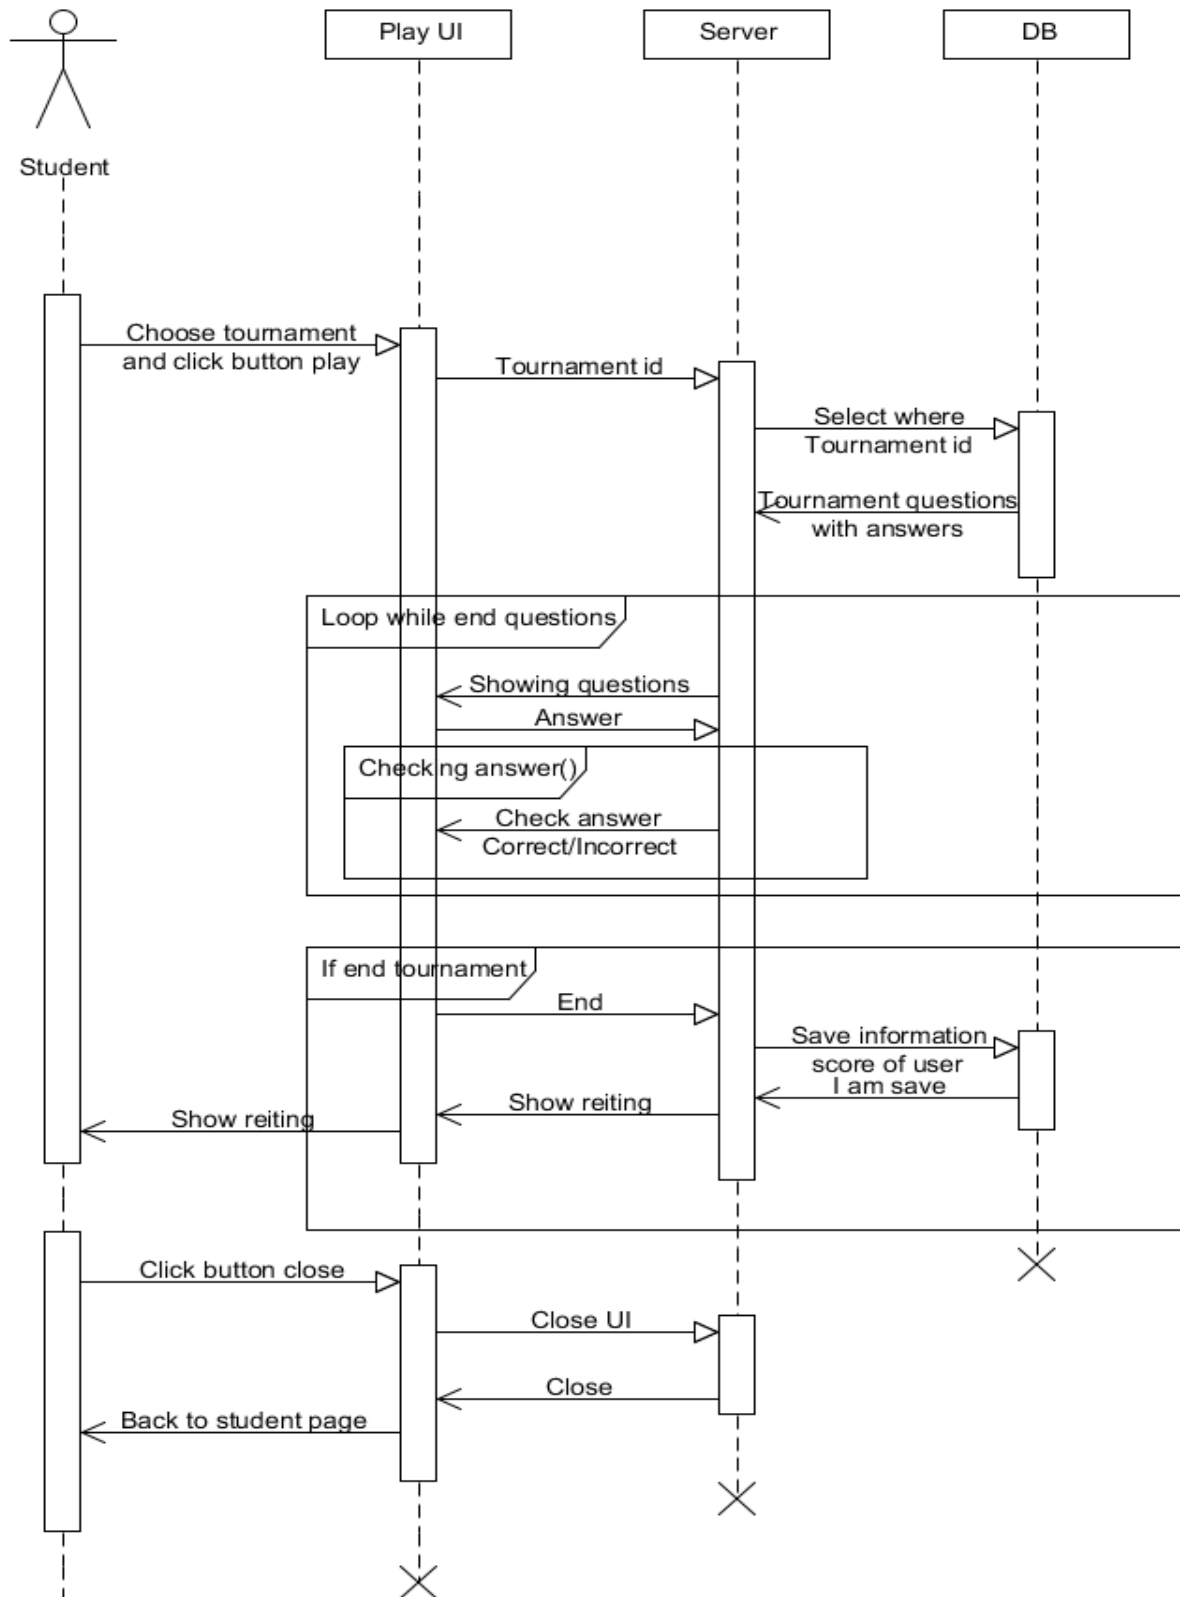 Play UI
Server
DB
Student
Choose tournament
and click button play
Tournament id
Select where
Tournament id
Tournament questions
with answers
Loop while end questions
Showing questions
Answer
Checking answer()
Check answer
Correct/Incorrect
If end tournament
End
Save information
score of user
I am save
Show reiting
Show reiting
Click button close
Close UI
Close
Back to student page